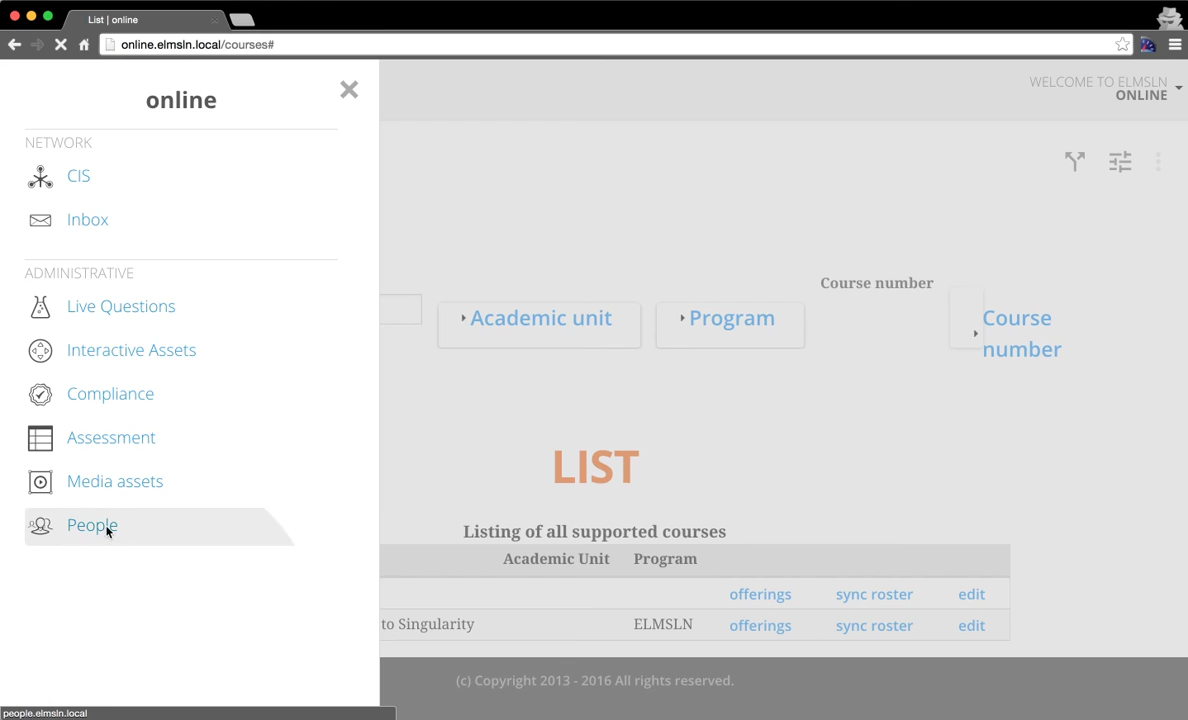 List | online
online.elmsln.local/courses#
online
NETWORK
CIS
Inbox
ADMINISTRATIVE
Live Questions
Interactive Assets
Compliance
Assessment
Media assets
People
WELCOME TO ELMSLN
ONLINE
Course number
Academic unit
Program
Course
number
LIST
Listing of all supported courses
Academic Unit Program
offerings sync roster edit
to Singularity ELMSLN offerings sync roster edit
(c) Copyright 2013 - 2016 All rights reserved.
people.elmsln.local